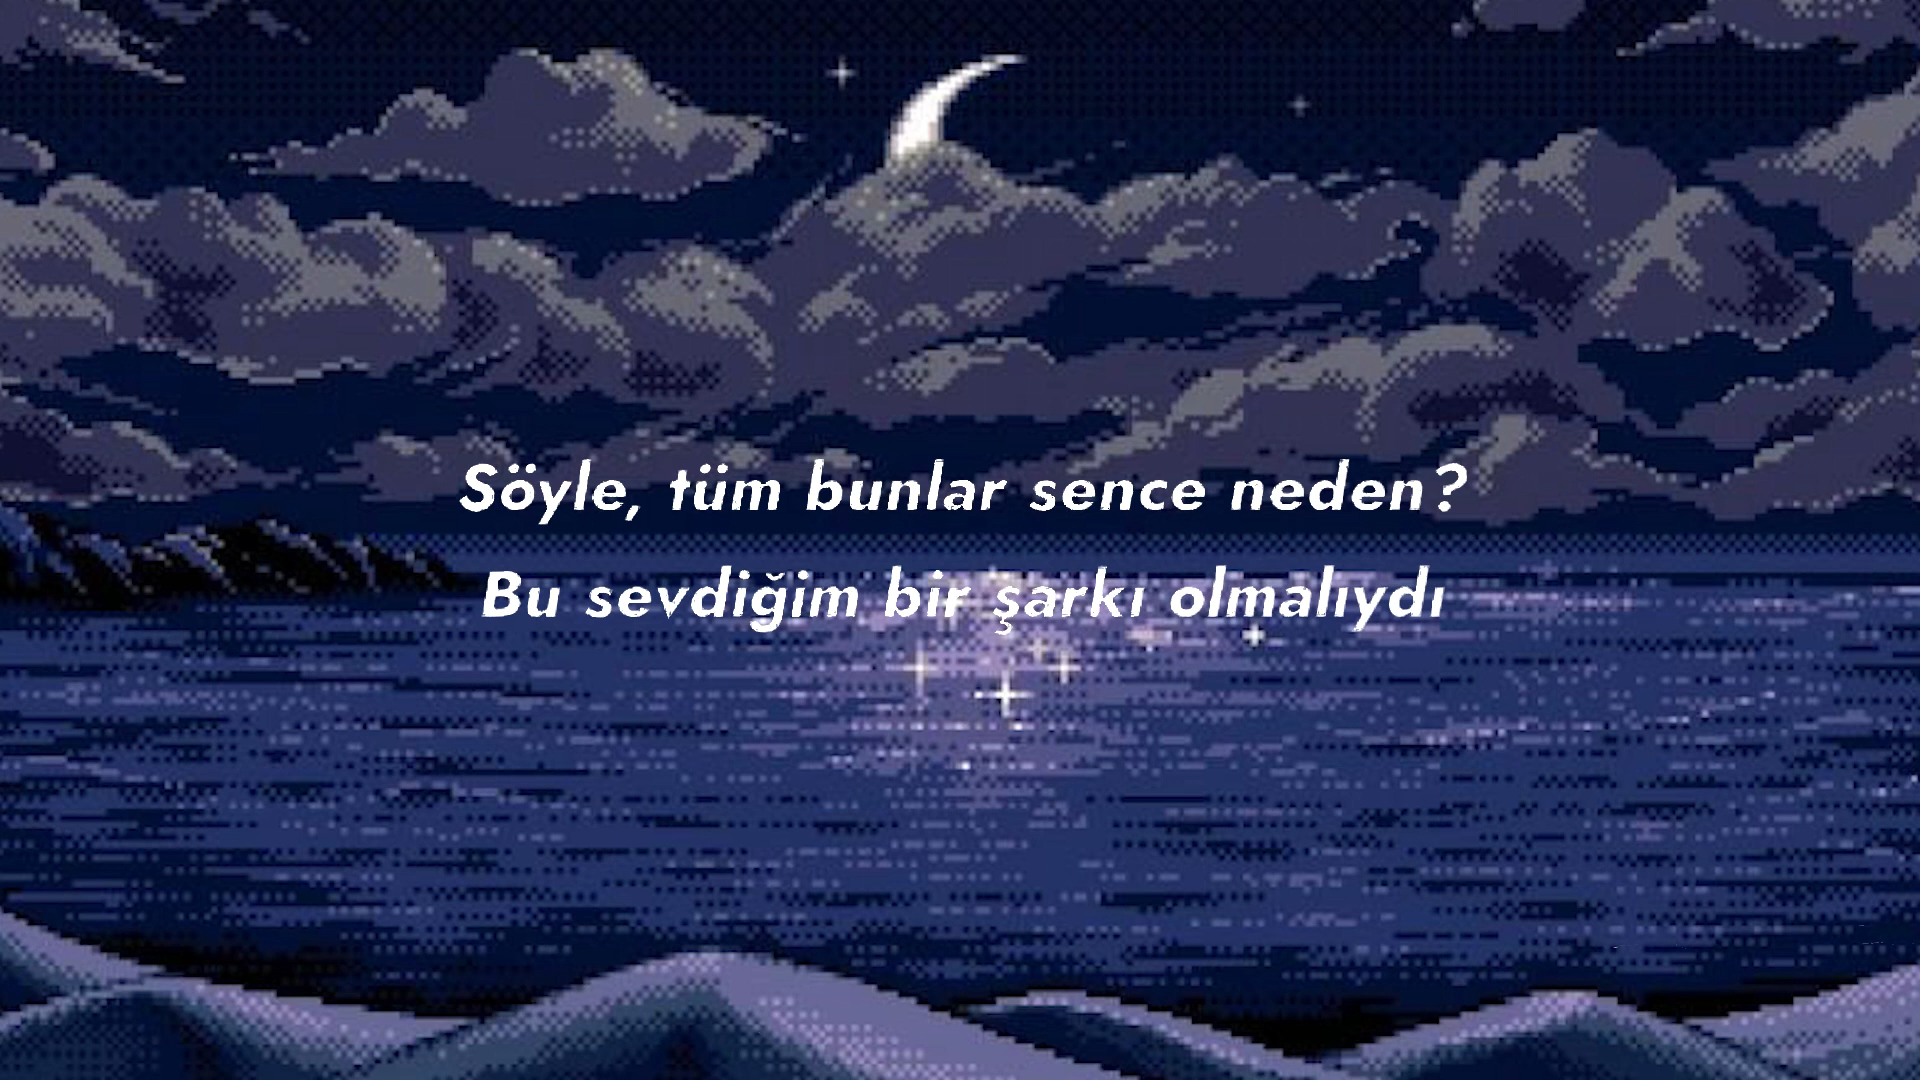 Söyle, tüm bunlar sence neden?
Bu sevdiğim bir şarkı olmalıydı